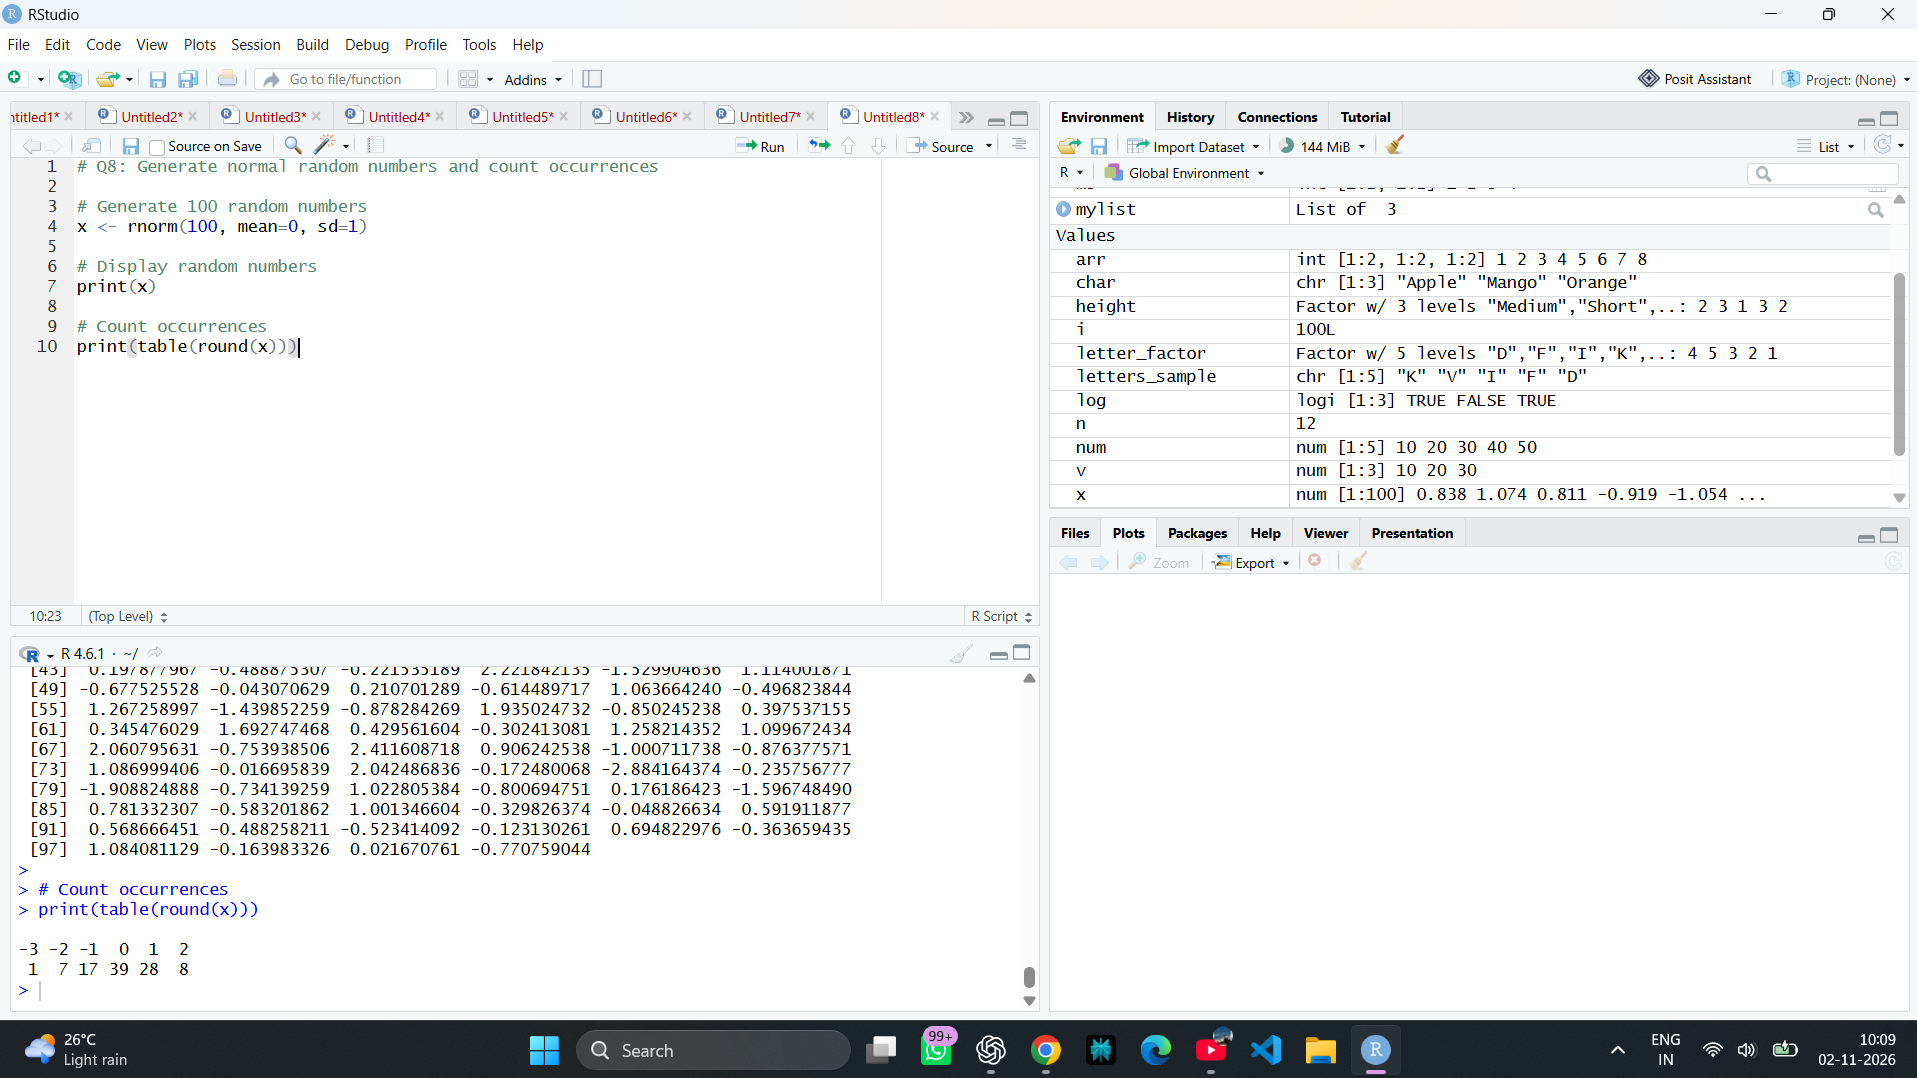 RStudio
File Edit Code View Plots Session Build Debug Profile Tools Help
Go to file/function Addins Posit Assistant Project: (None)
ntitled1* Untitled2* Untitled3* Untitled4* Untitled5* Untitled6* Untitled7* Untitled8*
Source on Save Run Source
1 # Q8: Generate normal random numbers and count occurrences
2
3 # Generate 100 random numbers
4 x <- rnorm(100, mean=0, sd=1)
5
6 # Display random numbers
7 print(x)
8
9 # Count occurrences
10 print(table(round(x)))
10:23 (Top Level) R Script
R 4.6.1 · ~/
[43] 0.197877967 -0.488875307 -0.221535189 2.221842135 -1.529904636 1.114001871
[49] -0.677525528 -0.043070629 0.210701289 -0.614489717 1.063664240 -0.496823844
[55] 1.267258997 -1.439852259 -0.878284269 1.935024732 -0.850245238 0.397537155
[61] 0.345476029 1.692747468 0.429561604 -0.302413081 1.258214352 1.099672434
[67] 2.060795631 -0.753938506 2.411608718 0.906242538 -1.000711738 -0.876377571
[73] 1.086999406 -0.016695839 2.042486836 -0.172480068 -2.884164374 -0.235756777
[79] -1.908824888 -0.734139259 1.022805384 -0.800694751 0.176186423 -1.596748490
[85] 0.781332307 -0.583201862 1.001346604 -0.329826374 -0.048826634 0.591911877
[91] 0.568666451 -0.488258211 -0.523414092 -0.123130261 0.694822976 -0.363659435
[97] 1.084081129 -0.163983326 0.021670761 -0.770759044
>
> # Count occurrences
> print(table(round(x)))
-3 -2 -1 0 1 2
1 7 17 39 28 8
>
Environment History Connections Tutorial
Import Dataset 144 MiB List
R Global Environment
mylist List of 3
Values
arr int [1:2, 1:2, 1:2] 1 2 3 4 5 6 7 8
char chr [1:3] "Apple" "Mango" "Orange"
height Factor w/ 3 levels "Medium","Short",..: 2 3 1 3 2
i 100L
letter_factor Factor w/ 5 levels "D","F","I","K",..: 4 5 3 2 1
letters_sample chr [1:5] "K" "V" "I" "F" "D"
log logi [1:3] TRUE FALSE TRUE
n 12
num num [1:5] 10 20 30 40 50
v num [1:3] 10 20 30
x num [1:100] 0.838 1.074 0.811 -0.919 -1.054 ...
Files Plots Packages Help Viewer Presentation
Zoom Export
26°C
Light rain
Search
99+
ENG
IN
10:09
02-11-2026